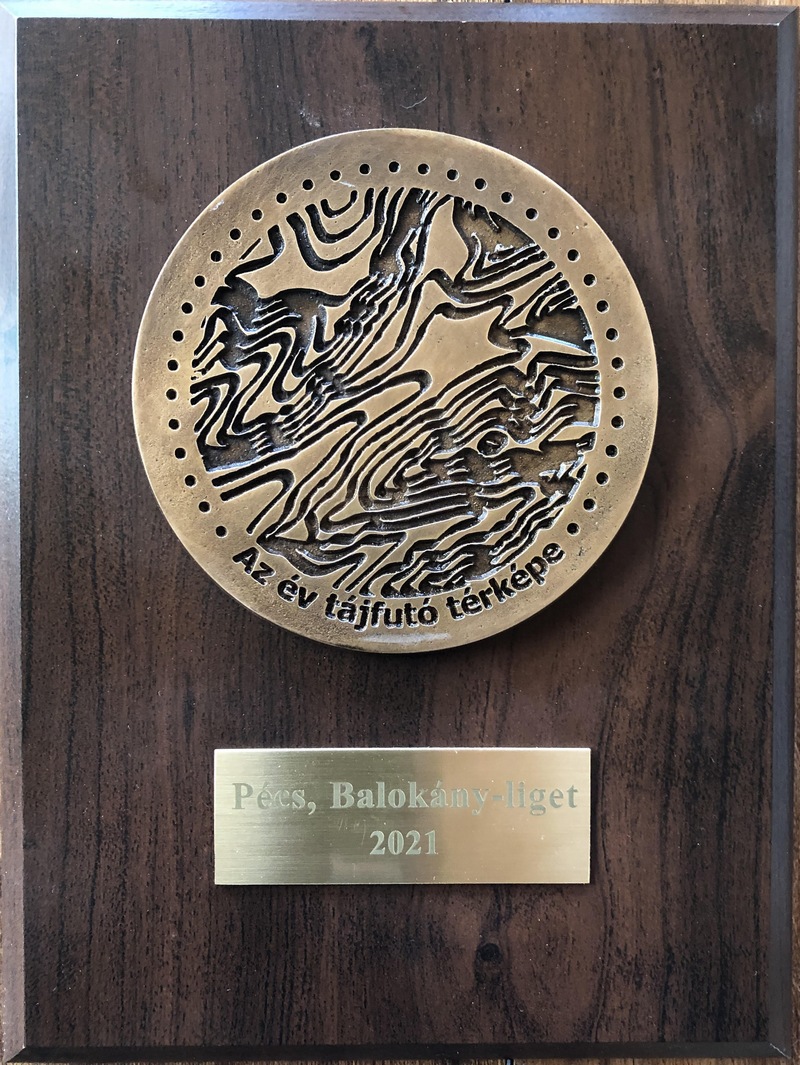 Az év tájfutó térképe
Pécs, Balokány-liget
2021